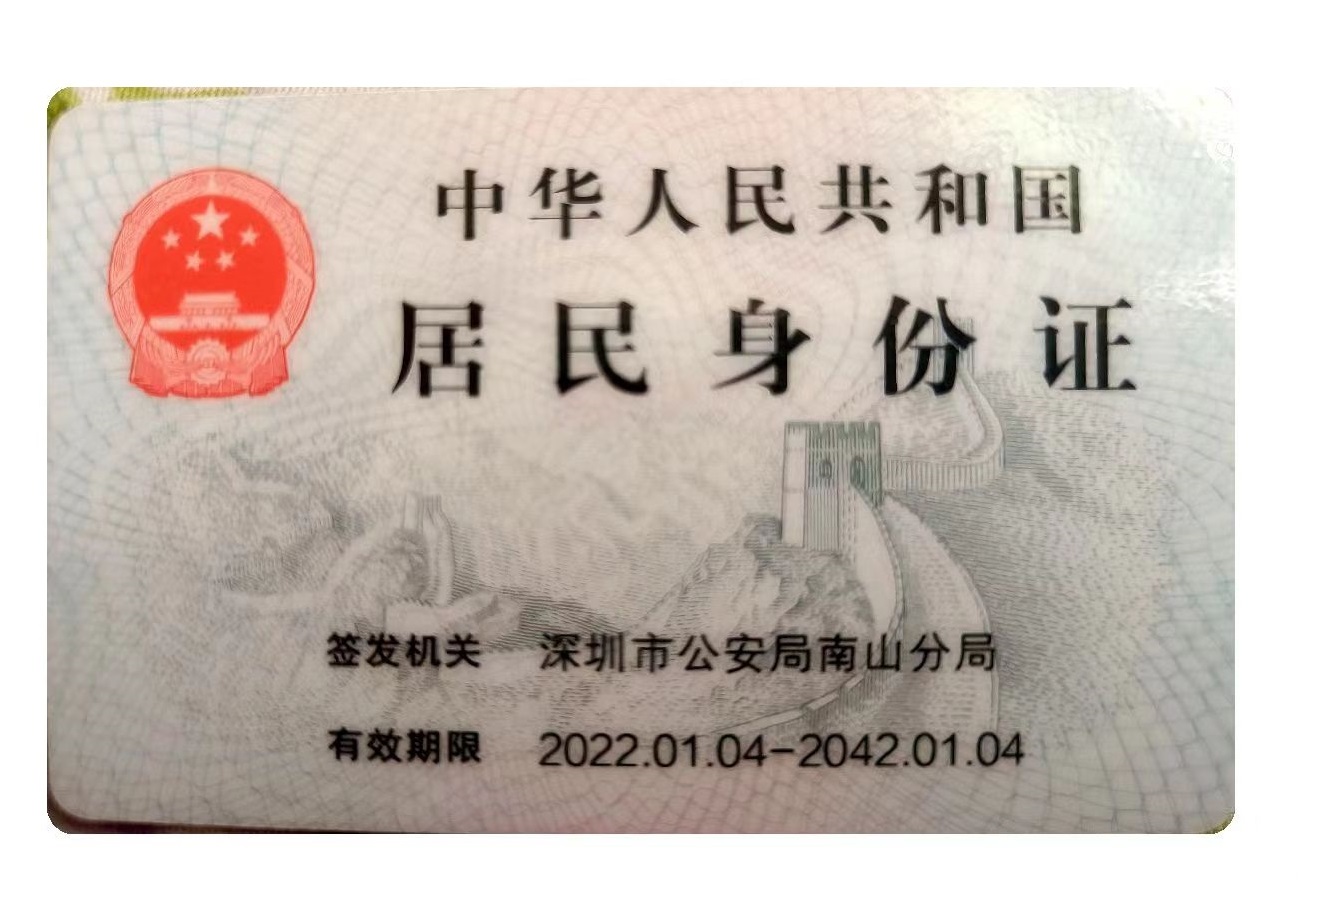 中华人民共和国
居民身份证
签发机关 深圳市公安局南山分局
有效期限 2022.01.04-2042.01.04